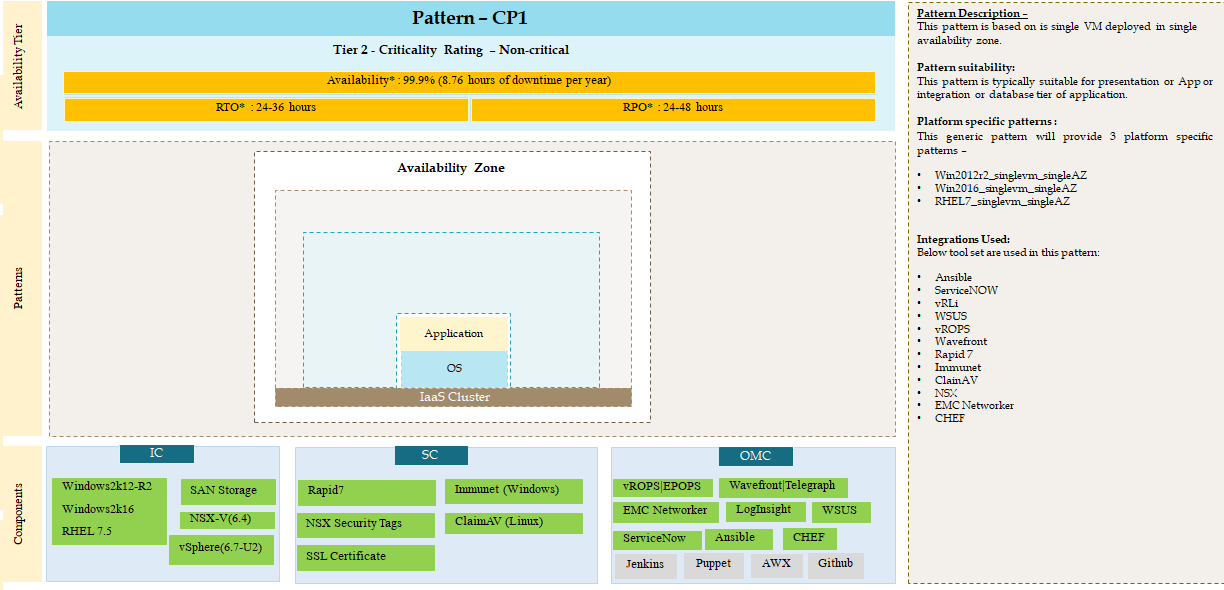 Availability Tier
Pattern – CP1
Tier 2 - Criticality Rating – Non-critical
Availability* : 99.9% (8.76 hours of downtime per year)
RTO* : 24-36 hours
RPO* : 24-48 hours
Patterns
Availability Zone
Application
OS
IaaS Cluster
Components
IC
Windows2k12-R2
Windows2k16
RHEL 7.5
SAN Storage
NSX-V(6.4)
vSphere(6.7-U2)
SC
Rapid7
NSX Security Tags
SSL Certificate
Immunet (Windows)
ClaimAV (Linux)
OMC
vROPS|EPOPS
Wavefront|Telegraph
EMC Networker
LogInsight
WSUS
ServiceNow
Ansible
CHEF
Jenkins
Puppet
AWX
Github
Pattern Description –
This pattern is based on is single VM deployed in single
availability zone.
Pattern suitability:
This pattern is typically suitable for presentation or App or
integration or database tier of application.
Platform specific patterns :
This generic pattern will provide 3 platform specific
patterns –
• Win2012r2_singlevm_singleAZ
• Win2016_singlevm_singleAZ
• RHEL7_singlevm_singleAZ
Integrations Used:
Below tool set are used in this pattern:
• Ansible
• ServiceNOW
• vRLi
• WSUS
• vROPS
• Wavefront
• Rapid 7
• Immunet
• ClainAV
• NSX
• EMC Networker
• CHEF